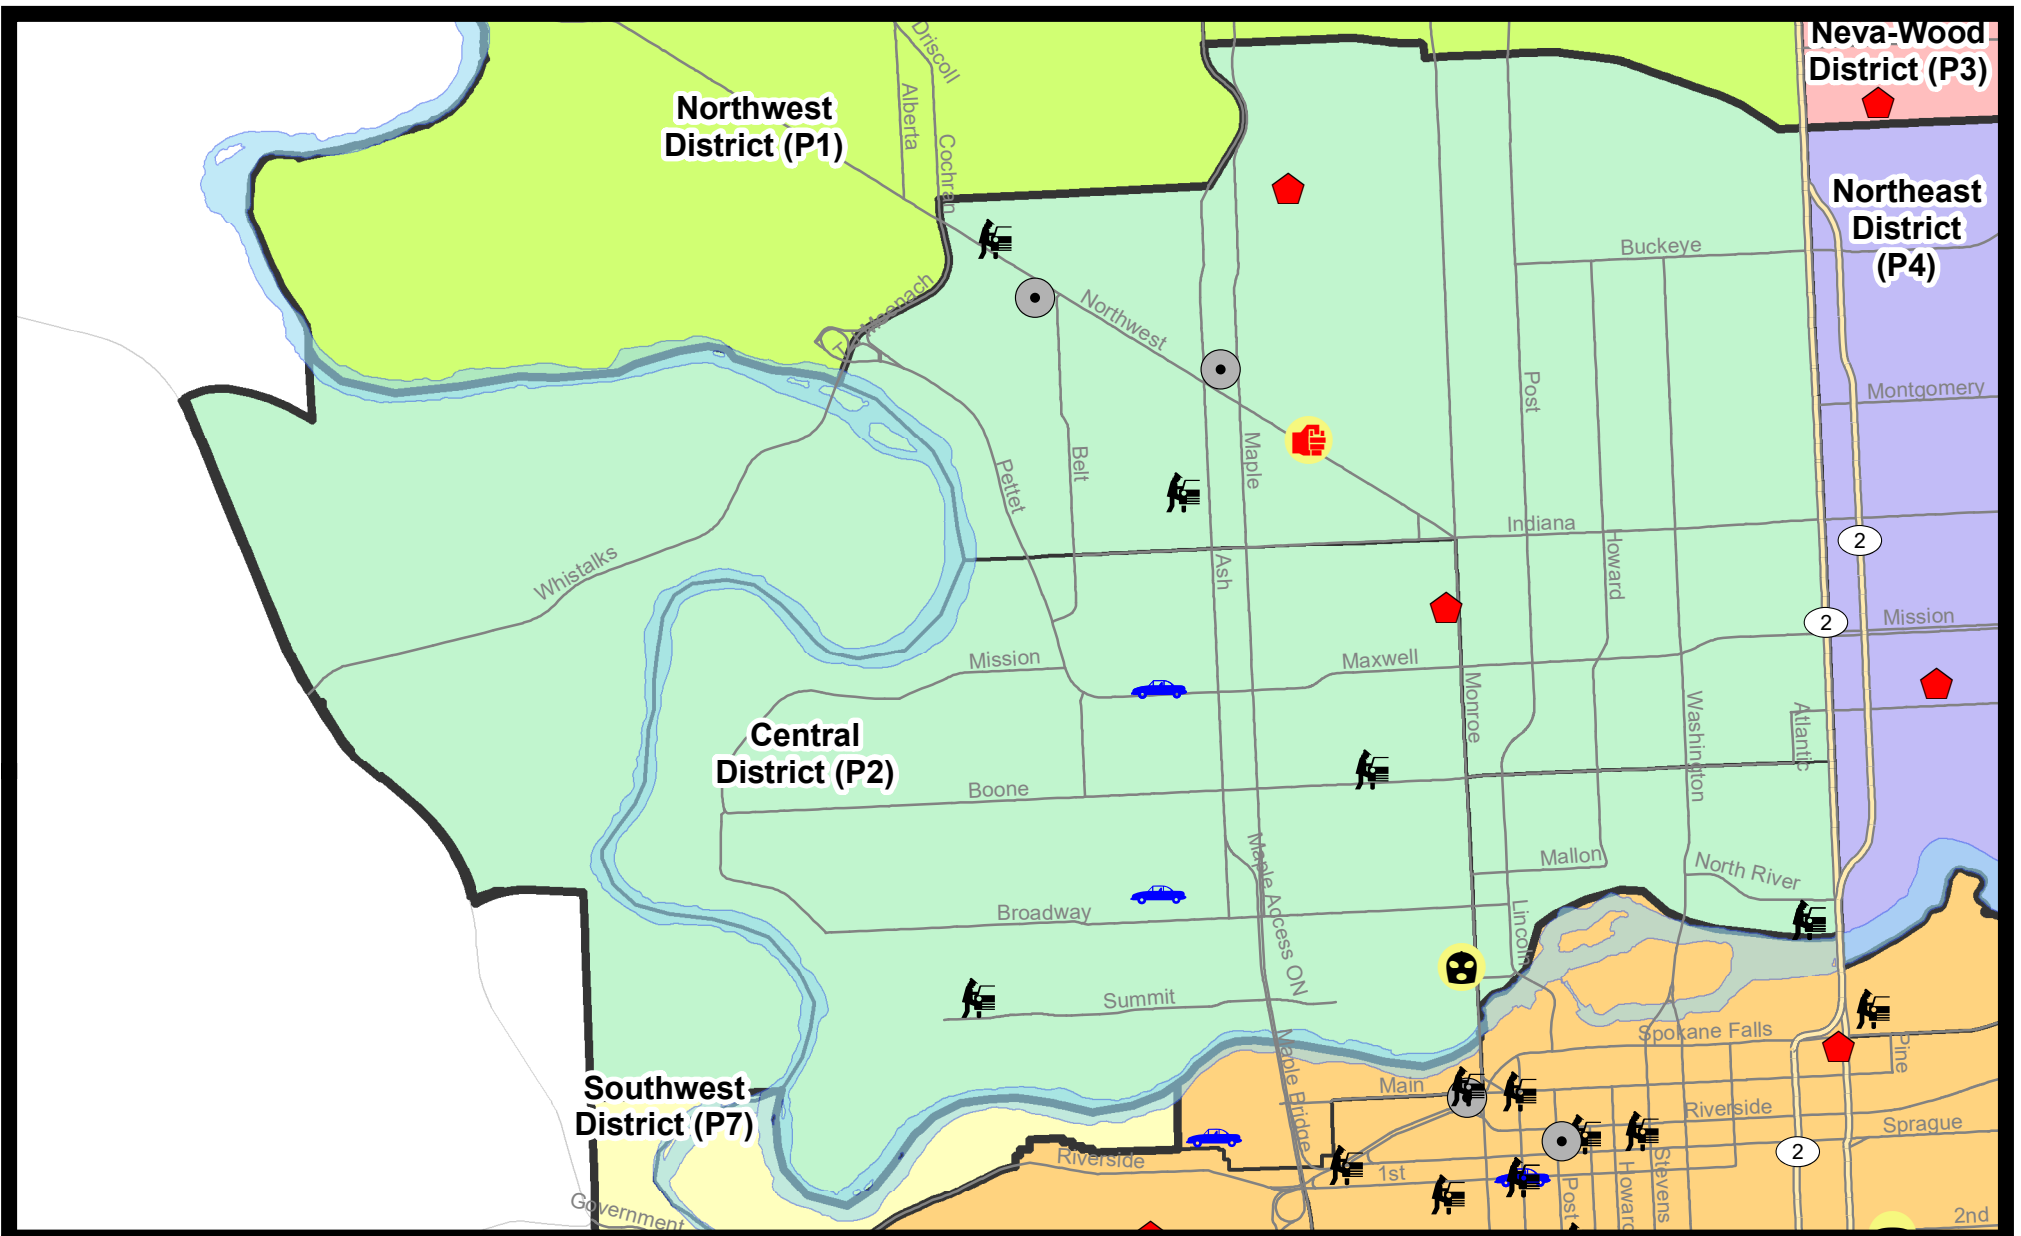 Neva-Wood
District (P3)
Driscoll
Northwest
District (P1)
Alberta
Cochran
Northeast
District
(P4)
Buckeye
Northwest
Post
Montgomery
Maple
Belt
Pettet
Indiana
2
Howard
Ash
Whistalks
2
Mission
Mission
Maxwell
Monroe
Washington
Atlantic
Central
District (P2)
Boone
Mallon
North River
Maple Access ON
Broadway
Lincoln
Summit
Spokane Falls
Pine
Maple Bridge
Main
Southwest
District (P7)
Riverside
Sprague
Riverside
1st
2
Stevens
Howard
Post
Government
2nd